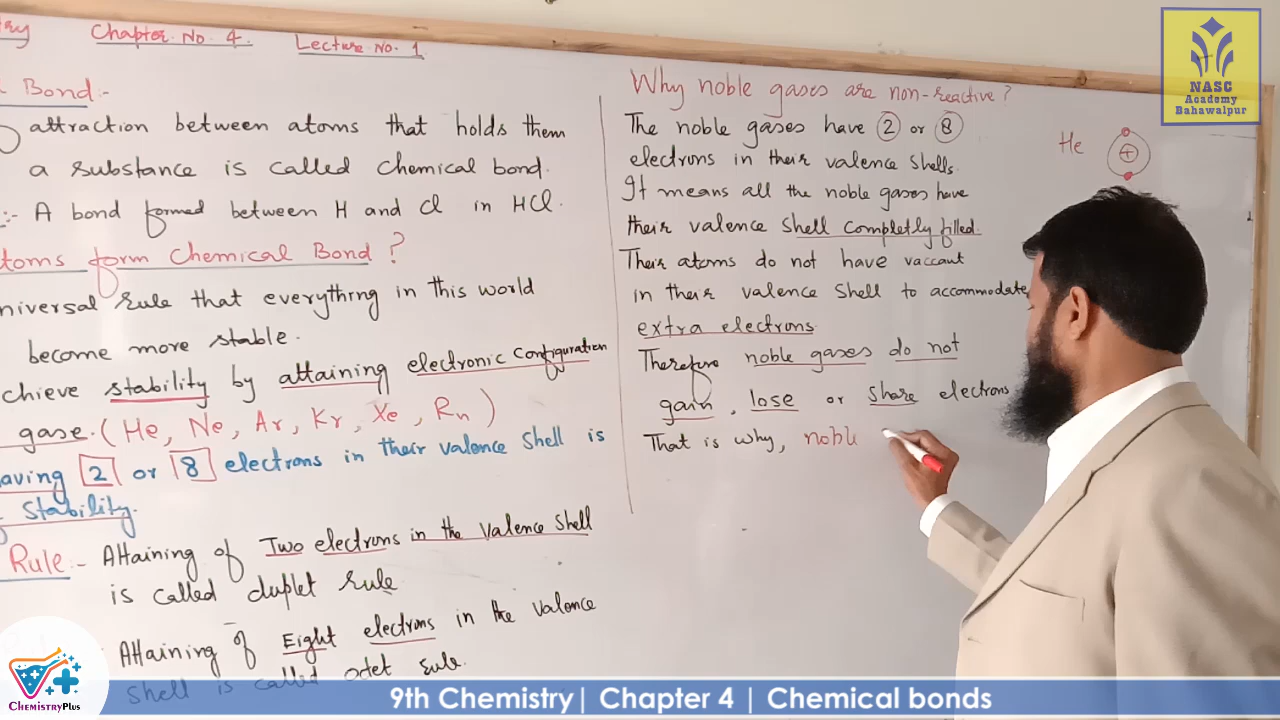 Chapter No. 4. Lecture No. 1
Bond:-
attraction between atoms that holds them
a substance is called chemical bond.
:- A bond formed between H and Cl in HCl.
toms form Chemical Bond?
niversal rule that everything in this world
become more stable.
chieve stability by attaining electronic configuration
gase. (He, Ne, Ar, Kr, Xe, Rn)
aving 2 or 8 electrons in their valence shell is
stability.
Rule:- Attaining of Two electrons in the valence shell
is called duplet rule
Attaining of Eight electrons in the valence
shell is called octet rule.
Why noble gases are non-reactive?
The noble gases have 2 or 8
electrons in their valence shells.
It means all the noble gases have
their valence shell completly filled.
Their atoms do not have vaccant
in their valence shell to accommodate
extra electrons.
Therefore noble gases do not
gain, lose or share electrons
That is why, noble
He +
NASC
Academy
Bahawalpur
ChemistryPlus
9th Chemistry| Chapter 4 | Chemical bonds